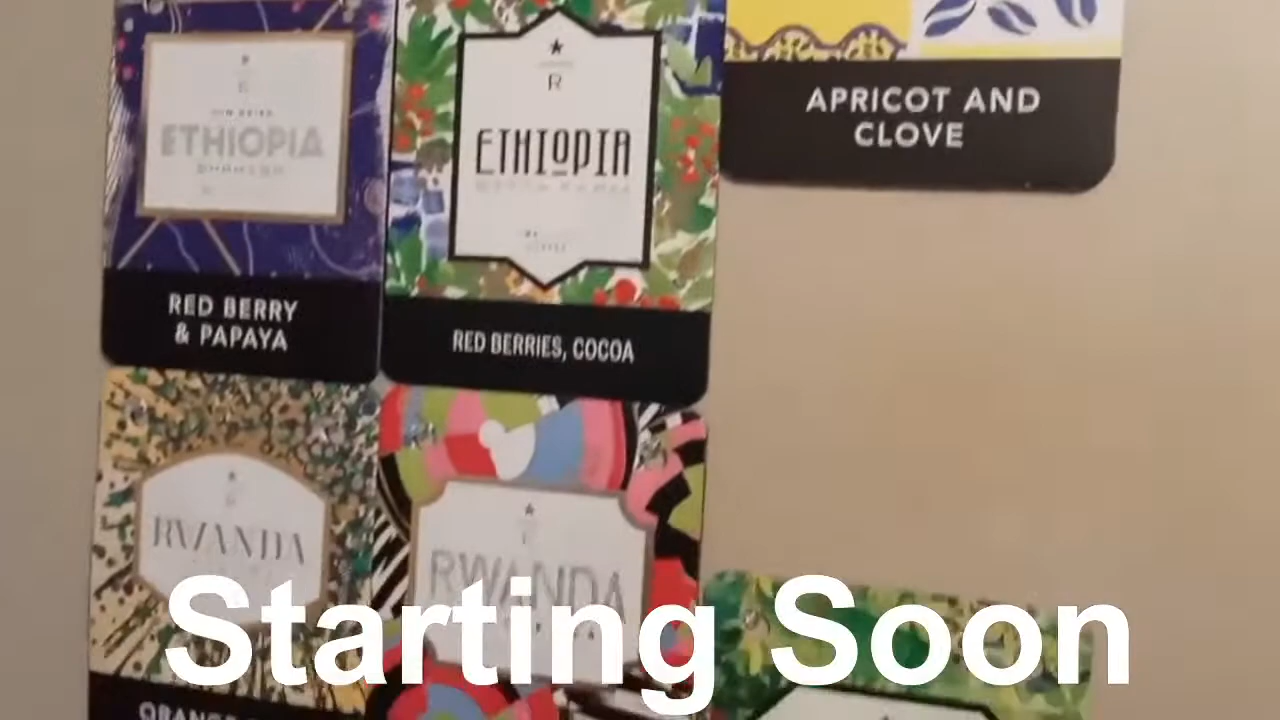 APRICOT AND
CLOVE
R
ETHIOPIA
ETHIOPIA
RED BERRY
& PAPAYA
RED BERRIES, COCOA
RWANDA
RWANDA
Starting Soon